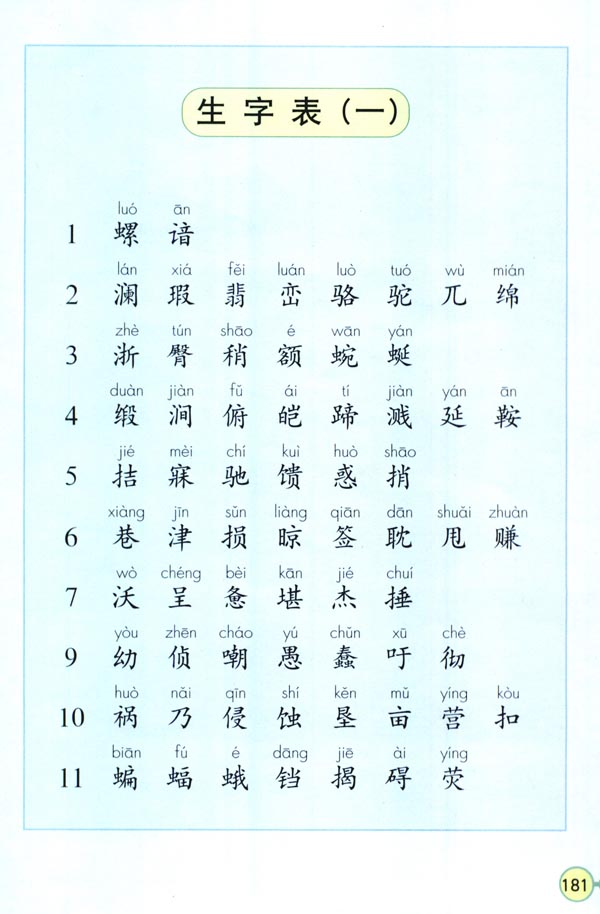 生字表(一)
luó ān
1 螺 谙
lán xiá fěi luán luò tuó wù mián
2 澜 瑕 翡 峦 骆 驼 兀 绵
zhè tún shāo é wān yán
3 浙 臀 稍 额 蜿 蜒
duàn jiàn fǔ ái tí jiàn yán ān
4 缎 涧 俯 皑 蹄 溅 延 鞍
jié mèi chí kuì huò shāo
5 拮 寐 驰 馈 惑 捎
xiàng jīn sǔn liàng qiān dān shuǎi zhuàn
6 巷 津 损 晾 签 耽 甩 赚
wò chéng bèi kān jié chuí
7 沃 呈 惫 堪 杰 捶
yòu zhēn cháo yú chǔn xū chè
9 幼 侦 嘲 愚 蠢 吁 彻
huò nǎi qīn shí kěn mǔ yíng kòu
10 祸 乃 侵 蚀 垦 亩 营 扣
biān fú é dāng jiē ài yíng
11 蝙 蝠 蛾 铛 揭 碍 荧
181